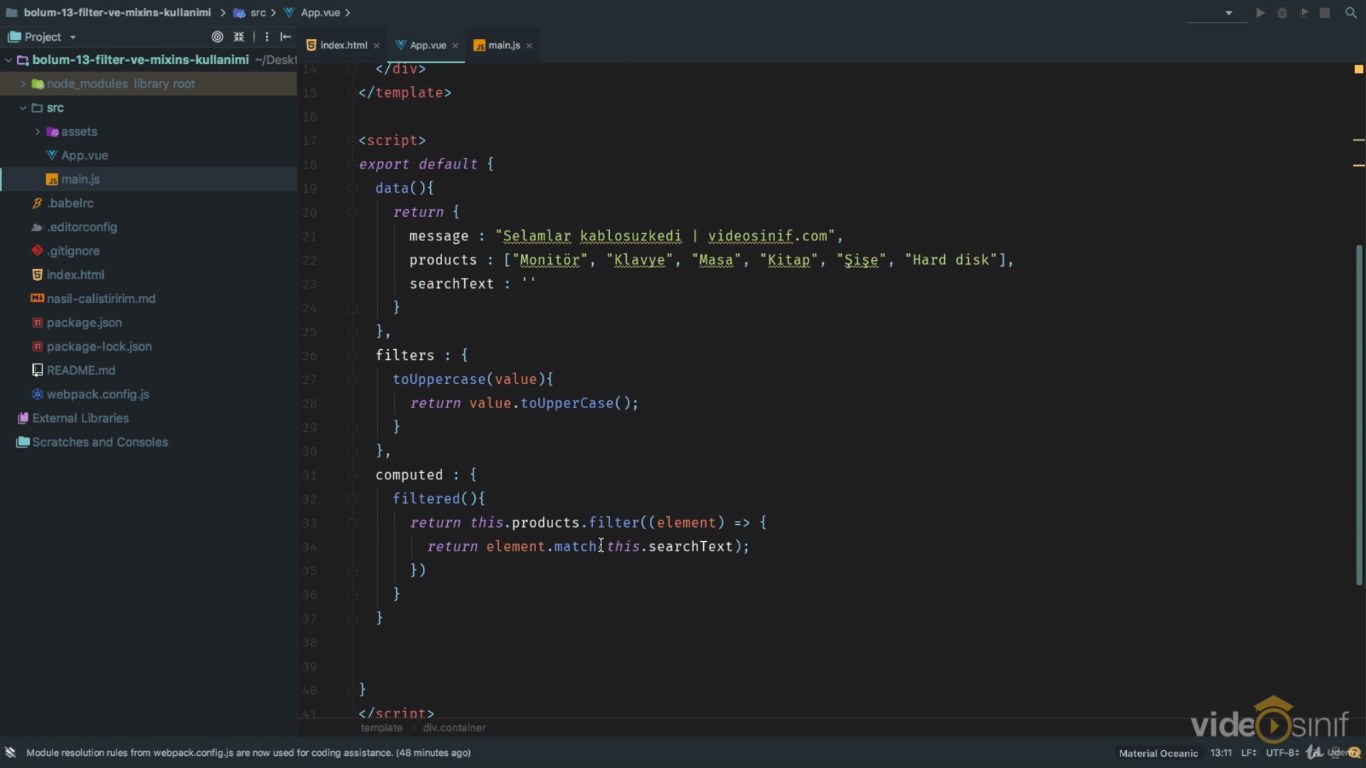 bolum-13-filter-ve-mixins-kullanimi > src > App.vue >
Project
index.html × App.vue × main.js ×
bolum-13-filter-ve-mixins-kullanimi ~/Deskt
node_modules library root
src
assets
App.vue
main.js
.babelrc
.editorconfig
.gitignore
index.html
nasil-calistiririm.md
package.json
package-lock.json
README.md
webpack.config.js
External Libraries
Scratches and Consoles
14 </div>
15 </template>
16
17 <script>
18 export default {
19 data(){
20 return {
21 message : "Selamlar kablosuzkedi | videosinif.com",
22 products : ["Monitör", "Klavye", "Masa", "Kitap", "Şişe", "Hard disk"],
23 searchText : ''
24 }
25 },
26 filters : {
27 toUppercase(value){
28 return value.toUpperCase();
29 }
30 },
31 computed : {
32 filtered(){
33 return this.products.filter((element) => {
34 return element.match(this.searchText);
35 })
36 }
37 }
38
39
40 }
41 </script>
template > div.container
videosinif
Module resolution rules from webpack.config.js are now used for coding assistance. (48 minutes ago)
Material Oceanic 13:11 LF UTF-8